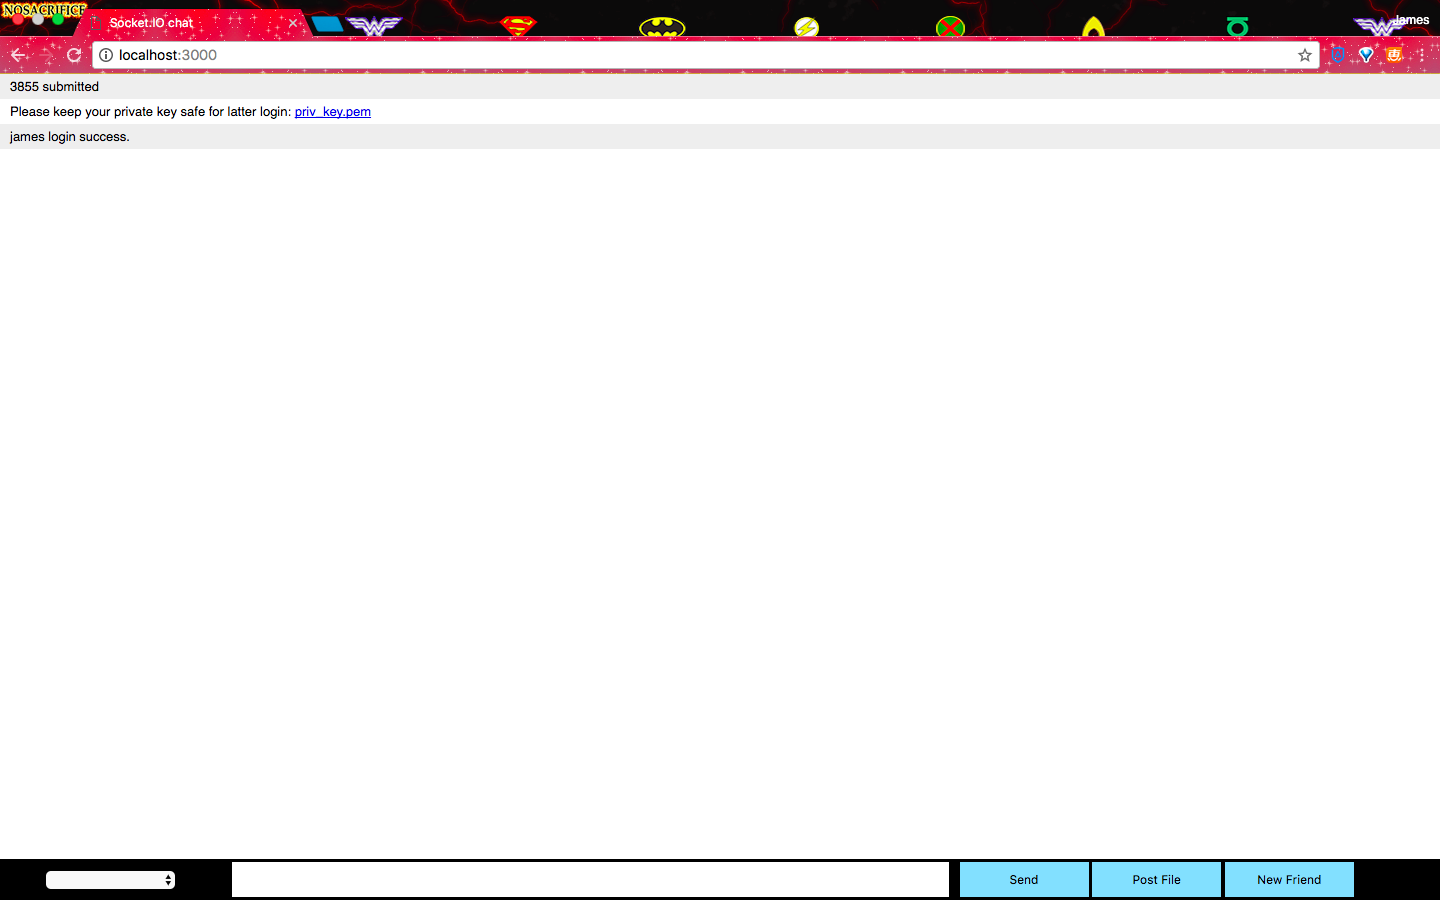 NOSACRIFICE
Socket.IO chat
James
localhost:3000
3855 submitted
Please keep your private key safe for latter login: priv_key.pem
james login success.
Send
Post File
New Friend